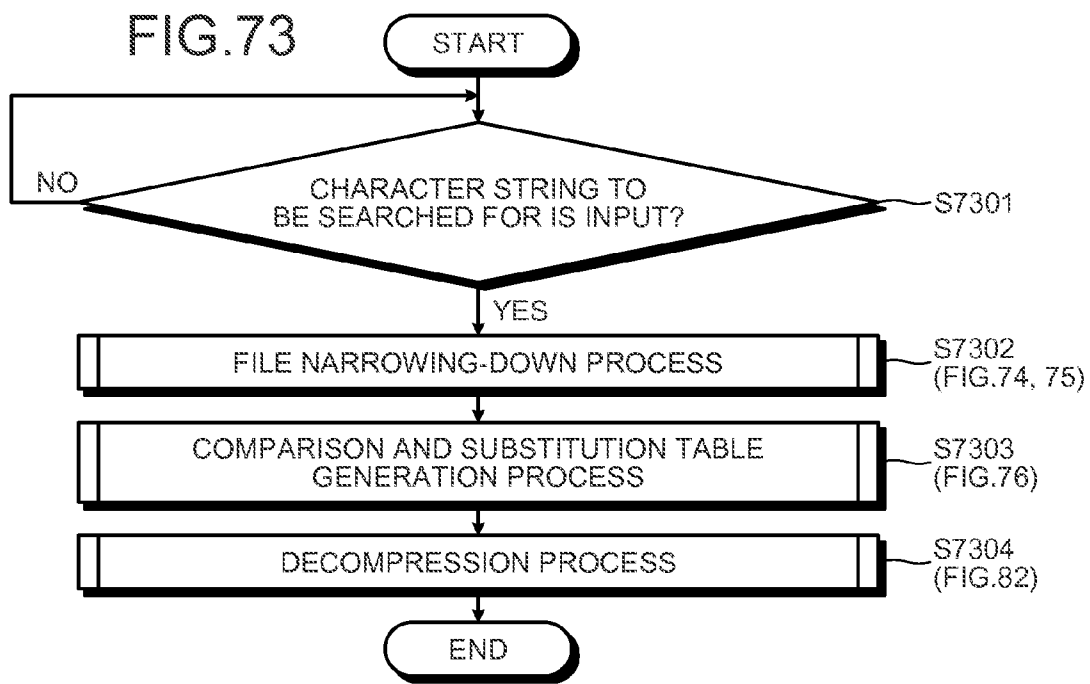 FIG.73
START
NO
CHARACTER STRING TO
BE SEARCHED FOR IS INPUT?
S7301
YES
FILE NARROWING-DOWN PROCESS
S7302
(FIG.74, 75)
COMPARISON AND SUBSTITUTION TABLE
GENERATION PROCESS
S7303
(FIG.76)
DECOMPRESSION PROCESS
S7304
(FIG.82)
END